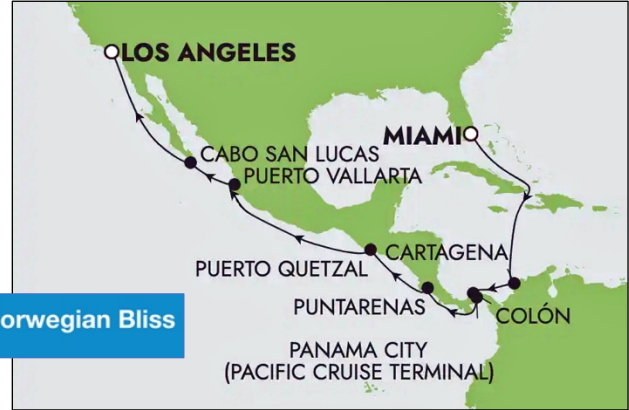 LOS ANGELES
MIAMI
CABO SAN LUCAS
PUERTO VALLARTA
CARTAGENA
PUERTO QUETZAL
PUNTARENAS
COLÓN
orwegian Bliss
PANAMA CITY
(PACIFIC CRUISE TERMINAL)